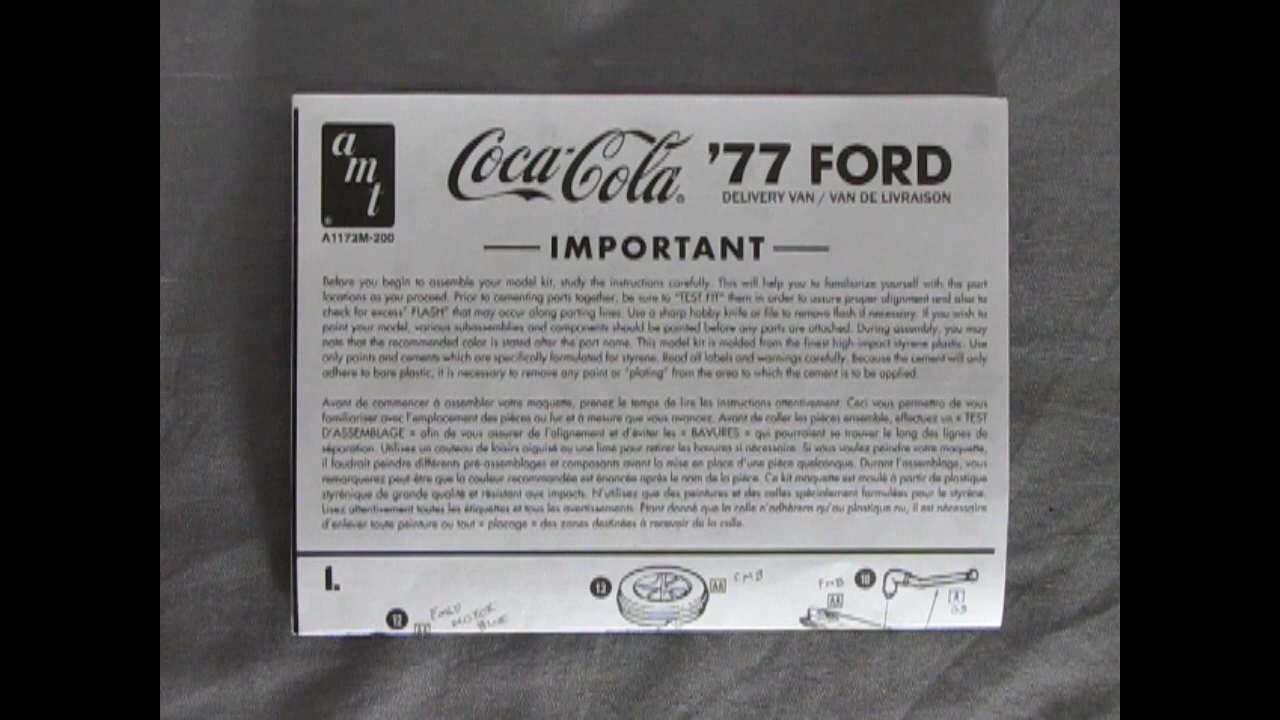 amt
®
A1173M-200
Coca-Cola® '77 FORD
DELIVERY VAN / VAN DE LIVRAISON
IMPORTANT
Before you begin to assemble your model kit, study the instructions carefully. This will help you to familiarize yourself with the part
locations as you proceed. Prior to cementing parts together, be sure to "TEST FIT" them in order to assure proper alignment and also to
check for excess" FLASH" that may occur along parting lines. Use a sharp hobby knife or file to remove flash if necessary. If you wish to
paint your model, various subassemblies and components should be painted before any parts are attached. During assembly, you may
note that the recommended color is stated after the part name. This model kit is molded from the finest high-impact styrene plastic. Use
only paints and cements which are specifically formulated for styrene. Read all labels and warnings carefully. Because the cement will only
adhere to bare plastic, it is necessary to remove any paint or "plating" from the area to which the cement is to be applied.
Avant de commencer à assembler votre maquette, prenez le temps de lire les instructions attentivement. Ceci vous permettra de vous
familiariser avec l'emplacement des pièces au fur et à mesure que vous avancez. Avant de coller les pièces ensemble, effectuez un « TEST
D'ASSEMBLAGE » afin de vous assurer de l'alignement et d'éviter les « BAVURES » qui pourraient se trouver le long des lignes de
séparation. Utilisez un couteau de loisirs aiguisé ou une lime pour retirer les bavures si nécessaire. Si vous voulez peindre votre maquette,
il faudrait peindre différents pré-assemblages et composants avant la mise en place d'une pièce quelconque. Durant l'assemblage, vous
remarquerez peut-être que la couleur recommandée est énoncée après le nom de la pièce. Ce kit maquette est moulé à partir de plastique
styrénique de grande qualité et résistant aux impacts. N'utilisez que des peintures et des colles spécialement formulées pour le styrène.
Lisez attentivement toutes les étiquettes et tous les avertissements. Étant donné que la colle n'adhérera qu'au plastique nu, il est nécessaire
d'enlever toute peinture ou tout « placage » des zones destinées à recevoir de la colle.
1.
13 AA FMB
FMB 10
AA
A
12 MOTOR
BLUE